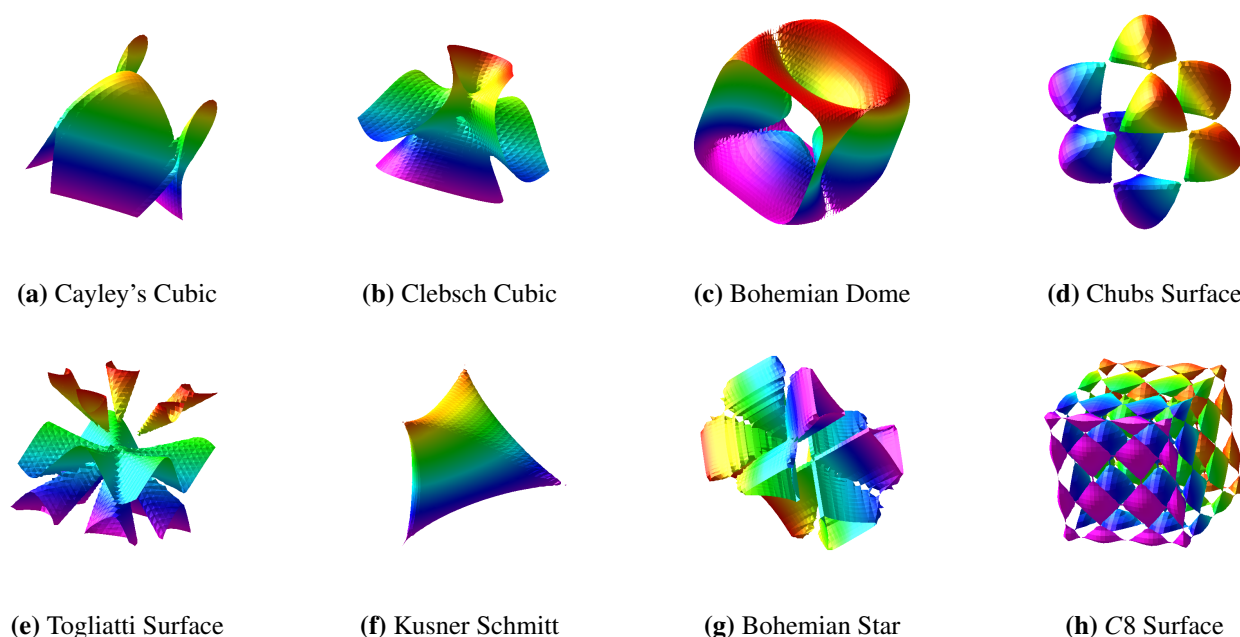 (a) Cayley's Cubic (b) Clebsch Cubic (c) Bohemian Dome (d) Chubs Surface
(e) Togliatti Surface (f) Kusner Schmitt (g) Bohemian Star (h) C8 Surface